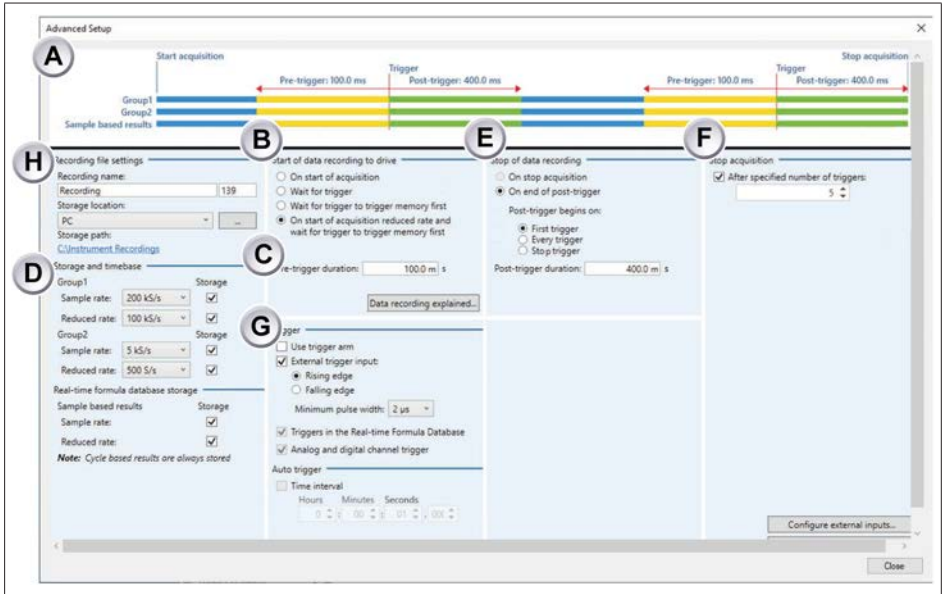 Advanced Setup
A
Start acquisition
Stop acquisition
Trigger
Trigger
Pre-trigger: 100.0 ms
Post-trigger: 400.0 ms
Pre-trigger: 100.0 ms
Post-trigger: 400.0 ms
Group1
Group2
Sample based results
H
Recording file settings
Recording name:
Recording
139
Storage location:
PC
...
Storage path:
C:\Instrument Recordings
D
Storage and timebase
Group1
Storage
Sample rate:
200 kS/s
Reduced rate:
100 kS/s
Group2
Storage
Sample rate:
5 kS/s
Reduced rate:
500 S/s
Real-time formula database storage
Sample based results
Storage
Sample rate:
Reduced rate:
Note: Cycle based results are always stored
B
Start of data recording to drive
On start of acquisition
Wait for trigger
Wait for trigger to trigger memory first
On start of acquisition reduced rate and
wait for trigger to trigger memory first
C
Pre-trigger duration:
100.0 m
s
Data recording explained...
G
Trigger
Use trigger arm
External trigger input:
Rising edge
Falling edge
Minimum pulse width:
2 µs
Triggers in the Real-time Formula Database
Analog and digital channel trigger
Auto trigger
Time interval
Hours
Minutes
Seconds
0
:
00
:
01
.
E
Stop of data recording
On stop acquisition
On end of post-trigger
Post-trigger begins on:
First trigger
Every trigger
Stop trigger
Post-trigger duration:
400.0 m
s
F
Stop acquisition
After specified number of triggers:
5
Configure external inputs...
Close